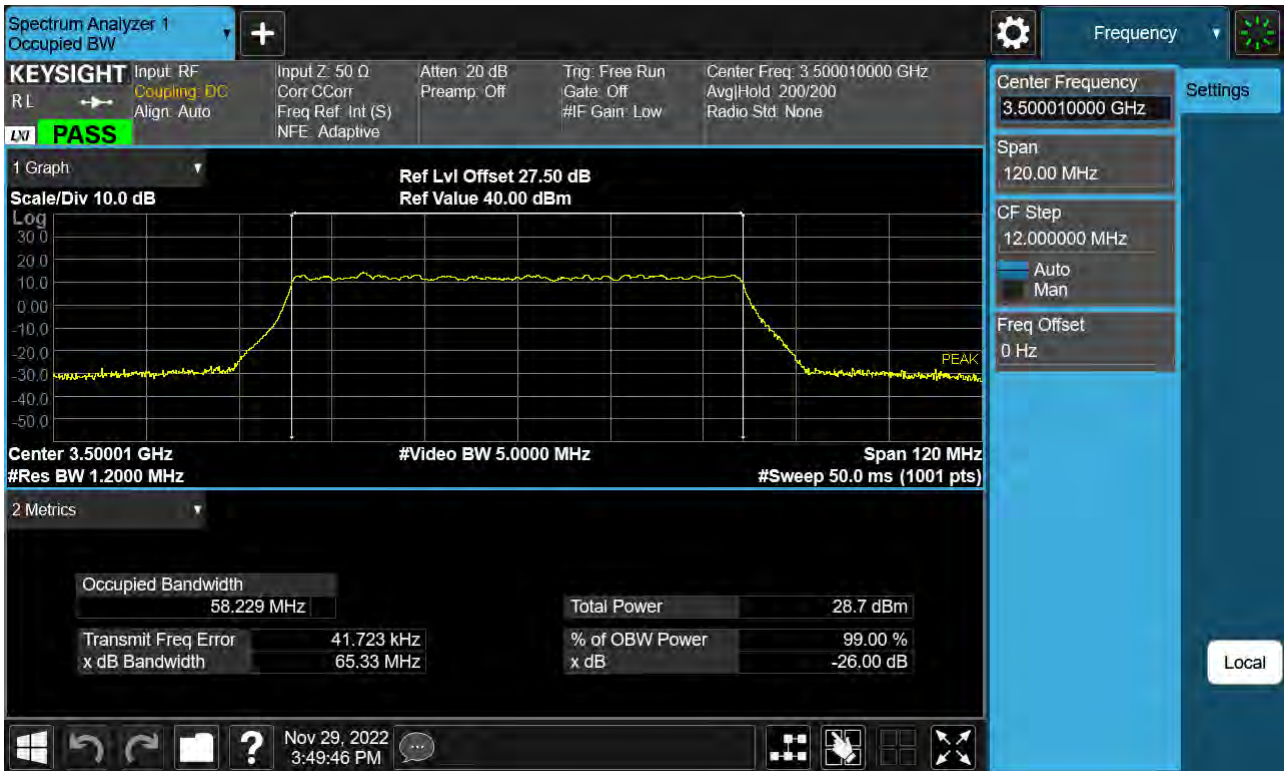 Spectrum Analyzer 1
Occupied BW
+
Frequency
KEYSIGHT
RL
LXI
PASS
Input: RF
Coupling: DC
Align: Auto
Input Z: 50 Ω
Corr CCorr
Freq Ref: Int (S)
NFE: Adaptive
Atten: 20 dB
Preamp: Off
Trig: Free Run
Gate: Off
#IF Gain: Low
Center Freq: 3.500010000 GHz
Avg|Hold: 200/200
Radio Std: None
Center Frequency
3.500010000 GHz
Settings
Span
120.00 MHz
CF Step
12.000000 MHz
Auto
Man
Freq Offset
0 Hz
Local
1 Graph
Scale/Div 10.0 dB
Ref Lvl Offset 27.50 dB
Ref Value 40.00 dBm
Log
30.0
20.0
10.0
0.00
-10.0
-20.0
-30.0
-40.0
-50.0
PEAK
Center 3.50001 GHz
#Video BW 5.0000 MHz
Span 120 MHz
#Res BW 1.2000 MHz
#Sweep 50.0 ms (1001 pts)
2 Metrics
Occupied Bandwidth
58.229 MHz
Total Power 28.7 dBm
Transmit Freq Error 41.723 kHz
% of OBW Power 99.00 %
x dB Bandwidth 65.33 MHz
x dB -26.00 dB
?
Nov 29, 2022
3:49:46 PM